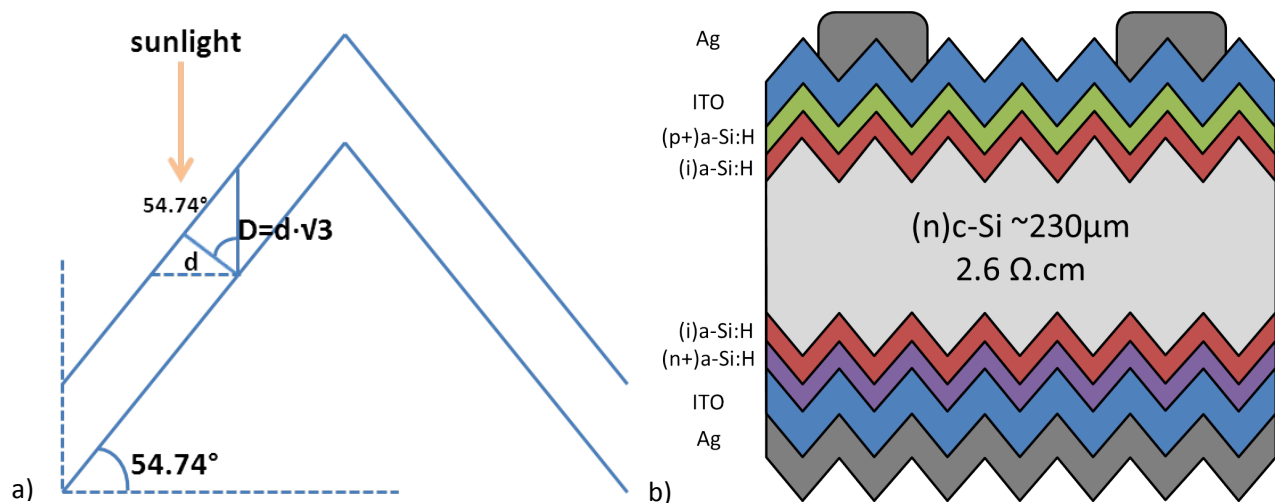 sunlight
54.74°
D=d·√3
d
54.74°
a)
Ag
ITO
(p+)a-Si:H
(i)a-Si:H
(n)c-Si ~230µm
2.6 Ω.cm
(i)a-Si:H
(n+)a-Si:H
ITO
Ag
b)